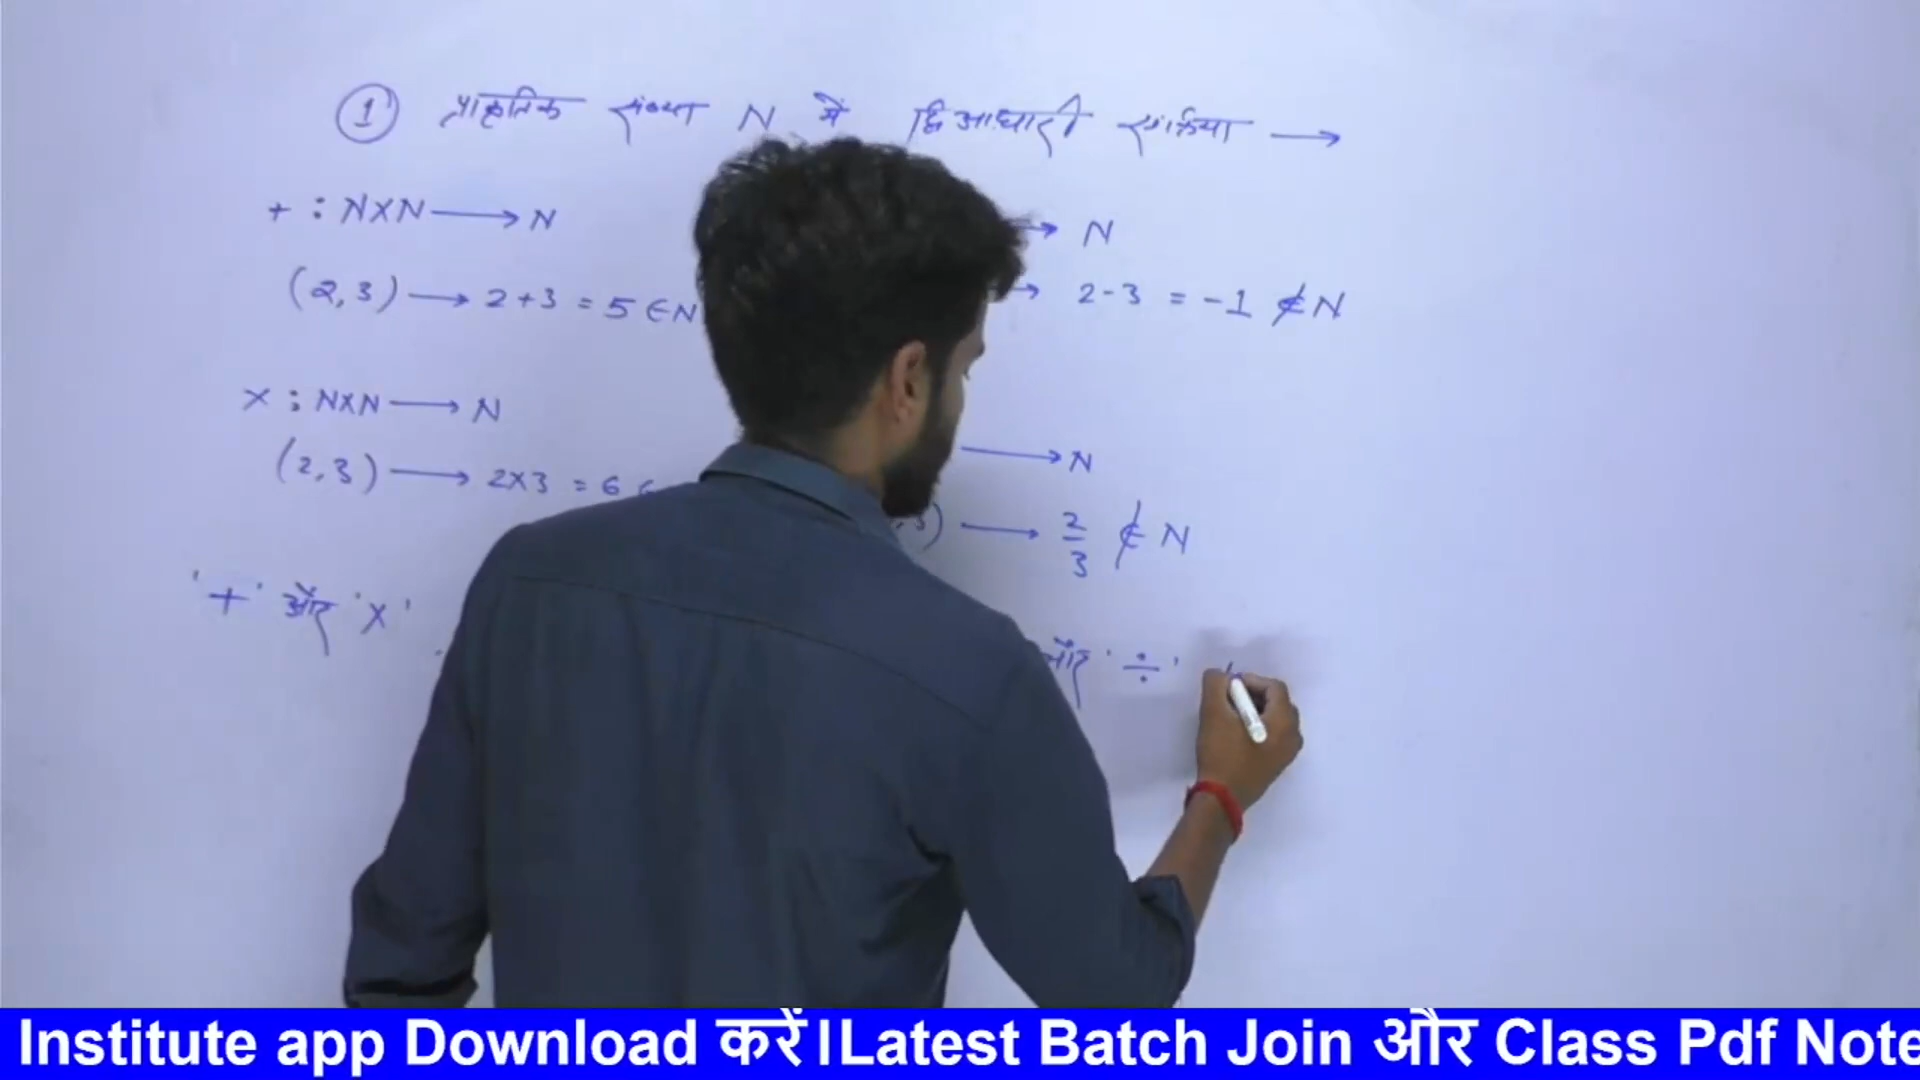 ① प्राकृतिक संख्या N में द्विआधारी संक्रिया →
+ : N×N → N
→ N
(2,3) → 2+3 = 5 ∈ N
→ 2-3 = -1 ∉ N
× : N×N → N
→ N
(2,3) → 2×3 = 6
,3) → 2/3 ∉ N
'+' और '×'
और '÷'
Institute app Download करें।Latest Batch Join और Class Pdf Note